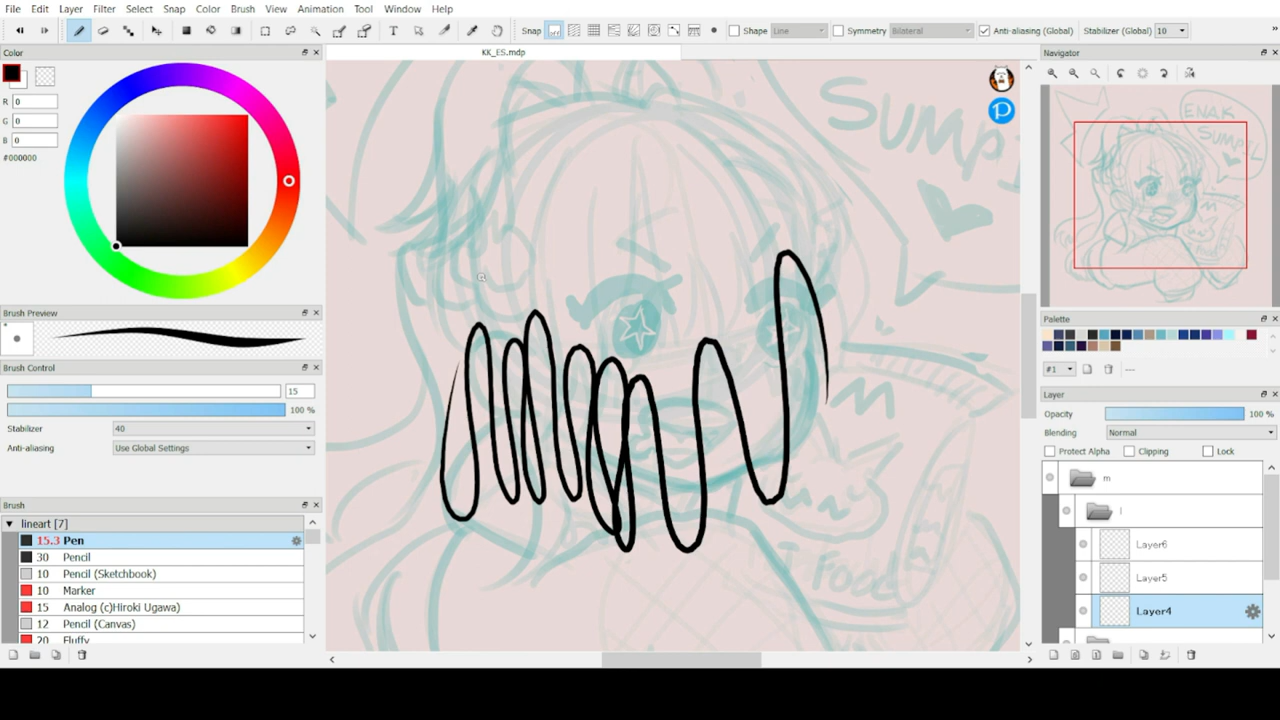 File Edit Layer Filter Select Snap Color Brush View Animation Tool Window Help
Snap Shape Line Symmetry Bilateral Anti-aliasing (Global) Stabilizer (Global) 10
Color
KK_ES.mdp
Navigator
R 0
G 0
B 0
#000000
ENAK
SUMPIL
SUMPI
Brush Preview
Palette
#1
---
Brush Control
15
100 %
Stabilizer 40
Anti-aliasing Use Global Settings
Layer
Opacity 100 %
Blending Normal
Protect Alpha Clipping Lock
m
l
Layer6
Layer5
Layer4
Brush
lineart [7]
15.3 Pen
30 Pencil
10 Pencil (Sketchbook)
10 Marker
15 Analog (c)Hiroki Ugawa)
12 Pencil (Canvas)
20 Fluffy
Food